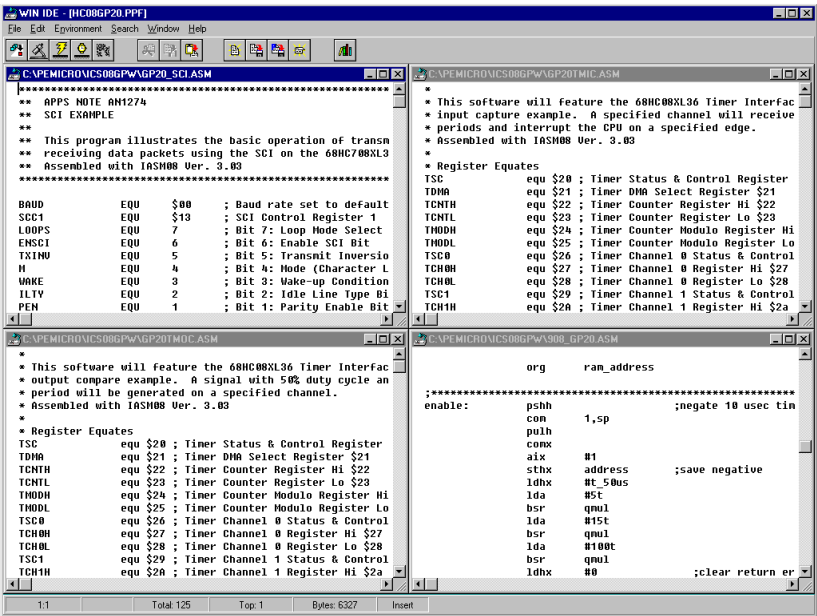 WIN IDE - [HC08GP20.PPF]
File Edit Environment Search Window Help
C:\PEMICRO\ICS08GPW\GP20_SCI.ASM
*****************************************************************
** APPS NOTE AN1274
** SCI EXAMPLE
**
** This program illustrates the basic operation of transm
** receiving data packets using the SCI on the 68HC708XL3
** Assembled with IASM08 Ver. 3.03
*****************************************************************
BAUD EQU $00 ; Baud rate set to default
SCC1 EQU $13 ; SCI Control Register 1
LOOPS EQU 7 ; Bit 7: Loop Mode Select
ENSCI EQU 6 ; Bit 6: Enable SCI Bit
TXINV EQU 5 ; Bit 5: Transmit Inversio
M EQU 4 ; Bit 4: Mode (Character L
WAKE EQU 3 ; Bit 3: Wake-up Condition
ILTY EQU 2 ; Bit 2: Idle Line Type Bi
PEN EQU 1 ; Bit 1: Parity Enable Bit
C:\PEMICRO\ICS08GPW\GP20TMIC.ASM
*
* This software will feature the 68HC08XL36 Timer Interfac
* input capture example. A specified channel will receive
* periods and interrupt the CPU on a specified edge.
* Assembled with IASM08 Ver. 3.03
*
* Register Equates
TSC equ $20 ; Timer Status & Control Register
TDMA equ $21 ; Timer DMA Select Register $21
TCNTH equ $22 ; Timer Counter Register Hi $22
TCNTL equ $23 ; Timer Counter Register Lo $23
TMODH equ $24 ; Timer Counter Modulo Register Hi
TMODL equ $25 ; Timer Counter Modulo Register Lo
TSC0 equ $26 ; Timer Channel 0 Status & Control
TCH0H equ $27 ; Timer Channel 0 Register Hi $27
TCH0L equ $28 ; Timer Channel 0 Register Lo $28
TSC1 equ $29 ; Timer Channel 1 Status & Control
TCH1H equ $2A ; Timer Channel 1 Register Hi $2a
C:\PEMICRO\ICS08GPW\GP20TMOC.ASM
*
* This software will feature the 68HC08XL36 Timer Interfac
* output compare example. A signal with 50% duty cycle an
* period will be generated on a specified channel.
* Assembled with IASM08 Ver. 3.03
*
* Register Equates
TSC equ $20 ; Timer Status & Control Register
TDMA equ $21 ; Timer DMA Select Register $21
TCNTH equ $22 ; Timer Counter Register Hi $22
TCNTL equ $23 ; Timer Counter Register Lo $23
TMODH equ $24 ; Timer Counter Modulo Register Hi
TMODL equ $25 ; Timer Counter Modulo Register Lo
TSC0 equ $26 ; Timer Channel 0 Status & Control
TCH0H equ $27 ; Timer Channel 0 Register Hi $27
TCH0L equ $28 ; Timer Channel 0 Register Lo $28
TSC1 equ $29 ; Timer Channel 1 Status & Control
TCH1H equ $2A ; Timer Channel 1 Register Hi $2a
C:\PEMICRO\ICS08GPW\908_GP20.ASM
org ram_address
;****************************************************************
enable: pshh ;negate 10 usec tim
com 1,sp
pulh
comx
aix #1
sthx address ;save negative
ldhx #t_50us
lda #5t
bsr qmul
lda #15t
bsr qmul
lda #100t
bsr qmul
ldhx #0 ;clear return er
1:1 Total: 125 Top: 1 Bytes: 6327 Insert